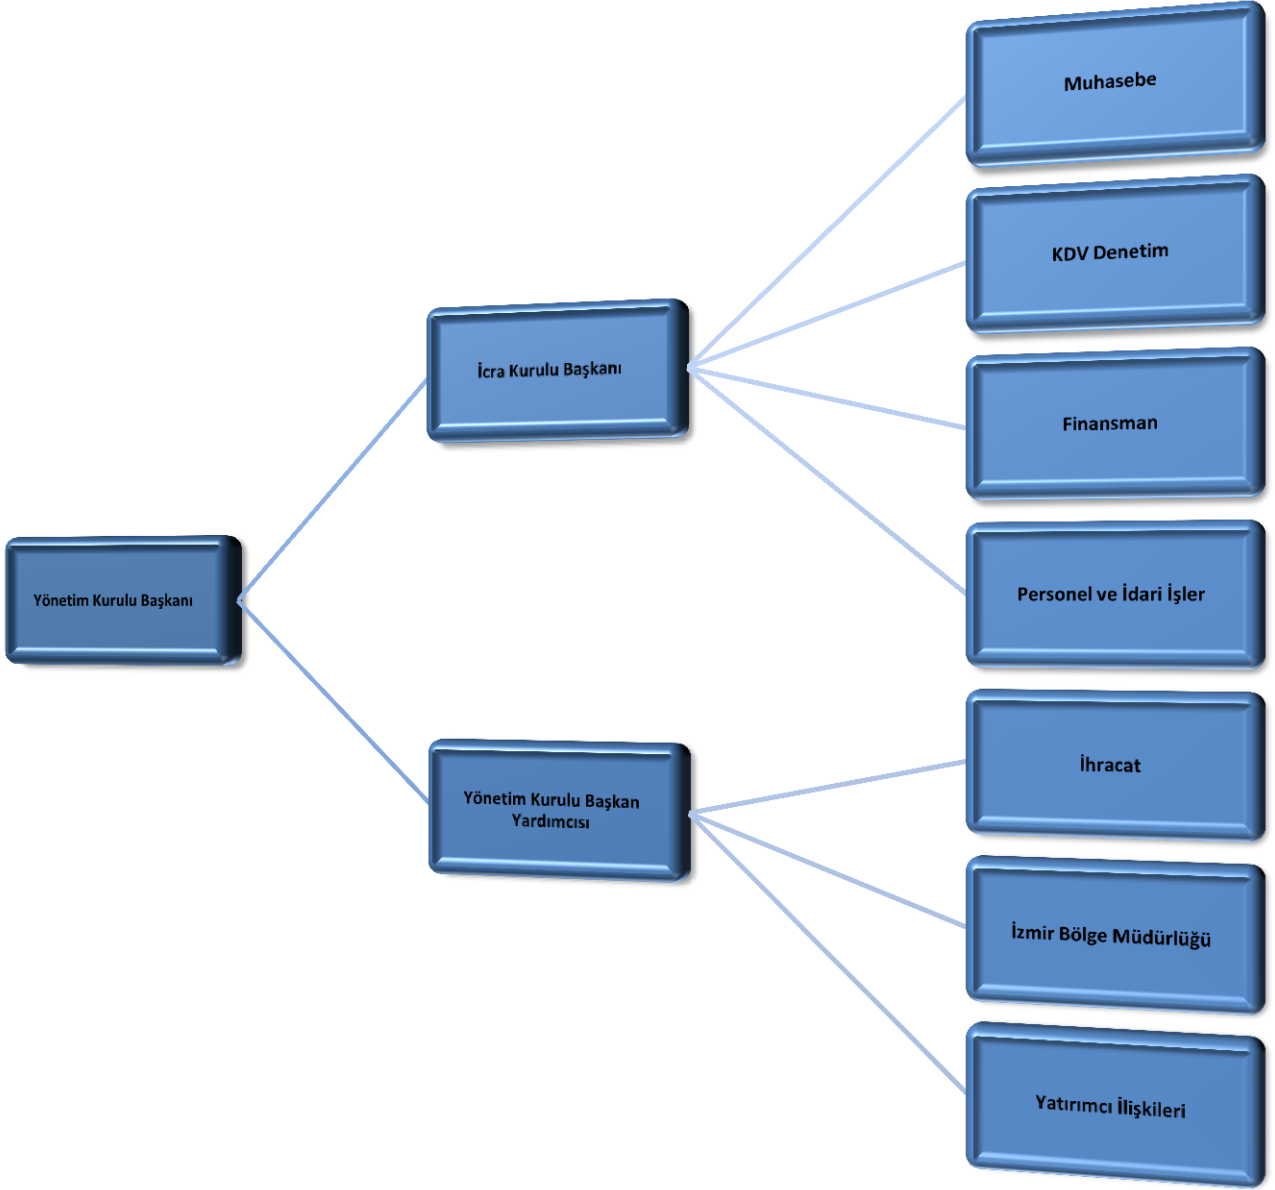 Yönetim Kurulu Başkanı
İcra Kurulu Başkanı
Muhasebe
KDV Denetim
Finansman
Personel ve İdari İşler
Yönetim Kurulu Başkan
Yardımcısı
İhracat
İzmir Bölge Müdürlüğü
Yatırımcı İlişkileri